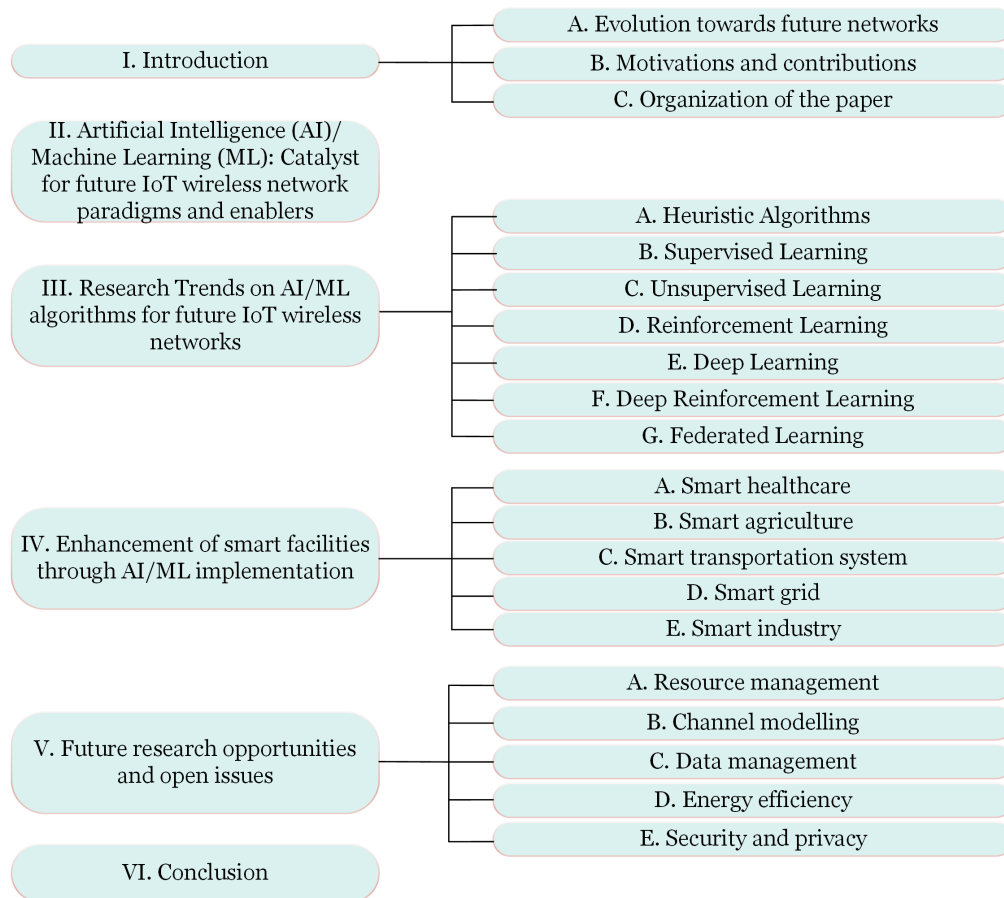 I. Introduction
A. Evolution towards future networks
B. Motivations and contributions
C. Organization of the paper
II. Artificial Intelligence (AI)/
Machine Learning (ML): Catalyst
for future IoT wireless network
paradigms and enablers
III. Research Trends on AI/ML
algorithms for future IoT wireless
networks
A. Heuristic Algorithms
B. Supervised Learning
C. Unsupervised Learning
D. Reinforcement Learning
E. Deep Learning
F. Deep Reinforcement Learning
G. Federated Learning
IV. Enhancement of smart facilities
through AI/ML implementation
A. Smart healthcare
B. Smart agriculture
C. Smart transportation system
D. Smart grid
E. Smart industry
V. Future research opportunities
and open issues
A. Resource management
B. Channel modelling
C. Data management
D. Energy efficiency
E. Security and privacy
VI. Conclusion